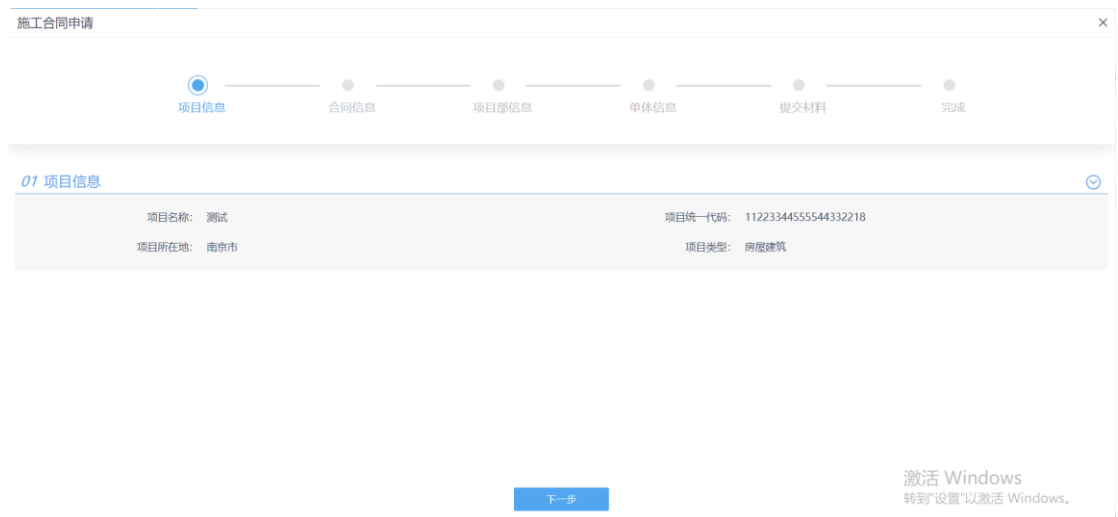 施工合同申请
项目信息 合同信息 项目部信息 单体信息 提交材料 完成
01 项目信息
项目名称: 测试 项目统一代码: 11223344555544332218
项目所在地: 南京市 项目类型: 房屋建筑
激活 Windows
转到"设置"以激活 Windows。
下一步